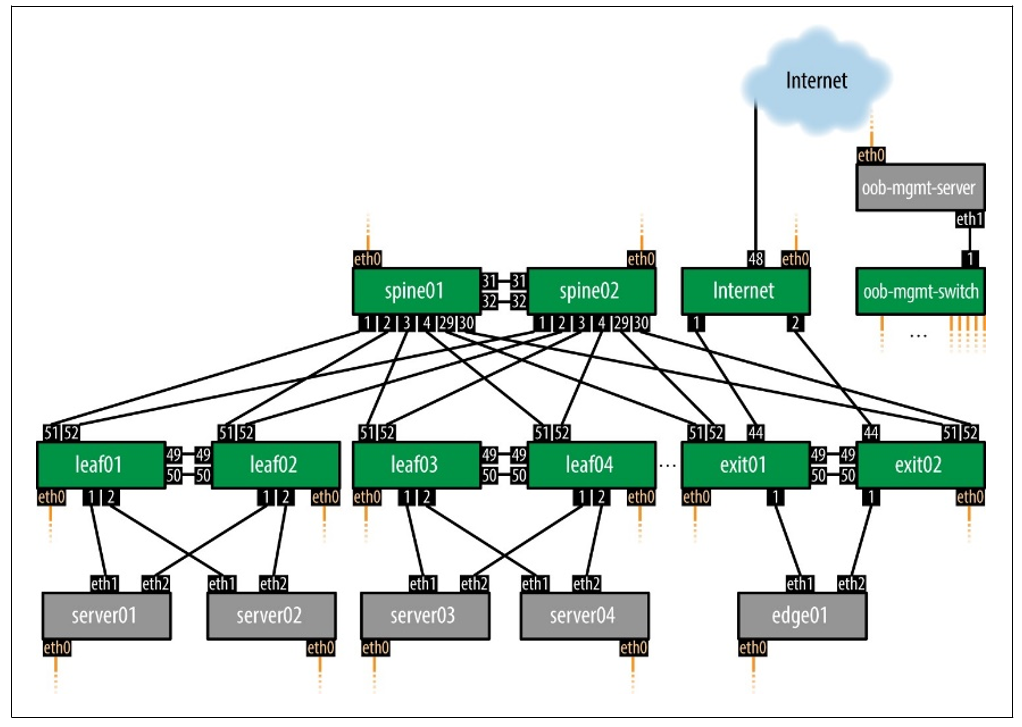 Internet
eth0
oob-mgmt-server
eth1
eth0 eth0 48 eth0 1
spine01 31 31 spine02 Internet oob-mgmt-switch
32 32
1 2 3 4 29 30 1 2 3 4 29 30 1 2 ...
51 52 51 52 51 52 51 52 51 52 44 44 51 52
leaf01 49 49 leaf02 leaf03 49 49 leaf04 ... exit01 49 49 exit02
50 50 50 50 50 50
eth0 1 2 1 2 eth0 eth0 1 2 1 2 eth0 eth0 1 1 eth0
eth1 eth2 eth1 eth2 eth1 eth2 eth1 eth2 eth1 eth2
server01 server02 server03 server04 edge01
eth0 eth0 eth0 eth0 eth0